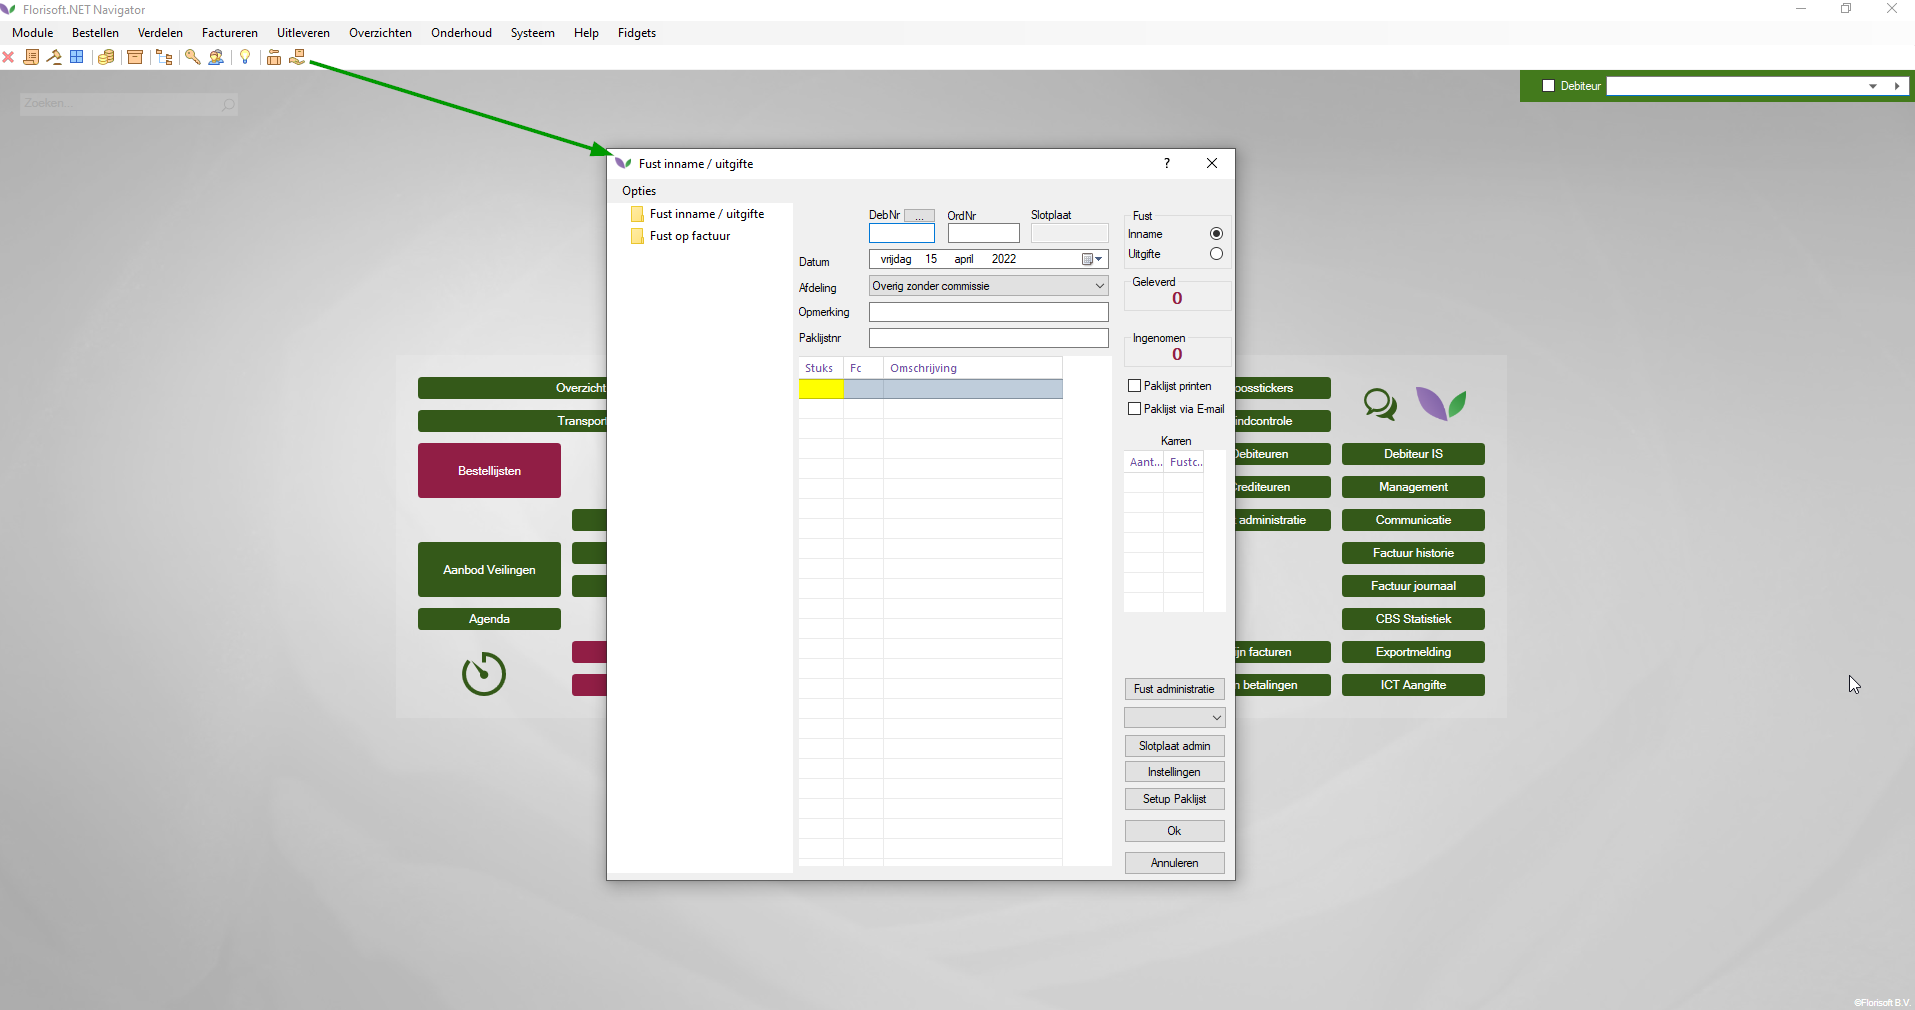 Florisoft.NET Navigator
Module Bestellen Verdelen Factureren Uitleveren Overzichten Onderhoud Systeem Help Fidgets
Zoeken...
Debiteur
Fust inname / uitgifte
?
Opties
Fust inname / uitgifte
Fust op factuur
DebNr ... OrdNr Slotplaat
Datum vrijdag 15 april 2022
Afdeling Overig zonder commissie
Opmerking
Paklijstnr
Stuks Fc Omschrijving
Fust
Inname
Uitgifte
Geleverd
0
Ingenomen
0
Paklijst printen
Paklijst via E-mail
Karren
Aant... Fustc...
Fust administratie
Slotplaat admin
Instellingen
Setup Paklijst
Ok
Annuleren
Overzicht
Transport
Bestellijsten
Aanbod Veilingen
Agenda
oosstickers
indcontrole
Debiteuren
Crediteuren
administratie
jn facturen
n betalingen
Debiteur IS
Management
Communicatie
Factuur historie
Factuur journaal
CBS Statistiek
Exportmelding
ICT Aangifte
©Florisoft B.V.